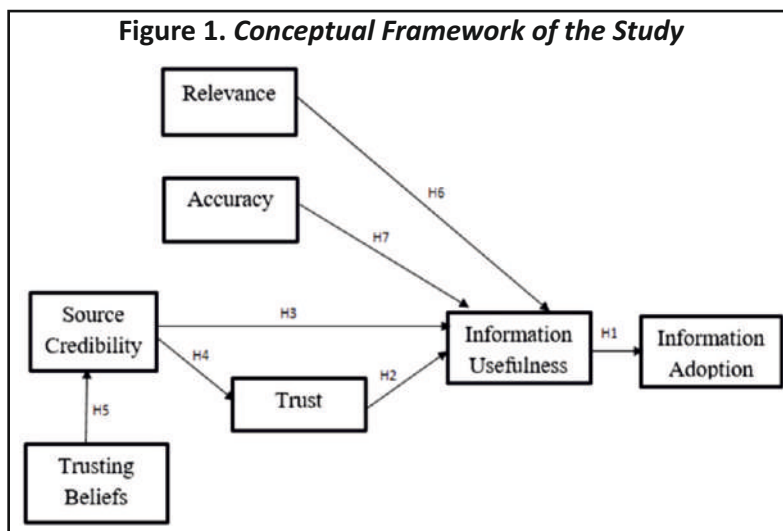 Figure 1. Conceptual Framework of the Study
Relevance
H6
Accuracy
H7
Source
Credibility
H3
H4
Information
Usefulness
H1
Information
Adoption
Trust
H2
H5
Trusting
Beliefs